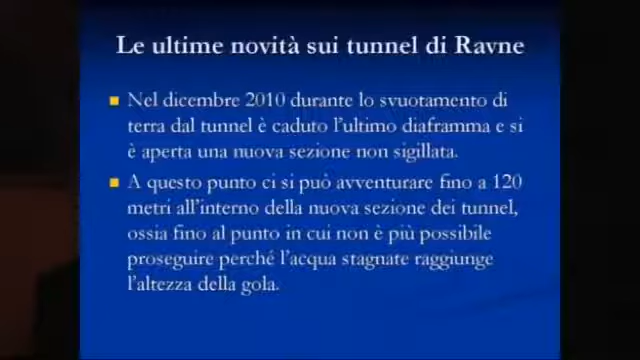 Le ultime novità sui tunnel di Ravne
Nel dicembre 2010 durante lo svuotamento di
terra dal tunnel è caduto l'ultimo diaframma e si
è aperta una nuova sezione non sigillata.
A questo punto ci si può avventurare fino a 120
metri all'interno della nuova sezione dei tunnel,
ossia fino al punto in cui non è più possibile
proseguire perché l'acqua stagnate raggiunge
l'altezza della gola.